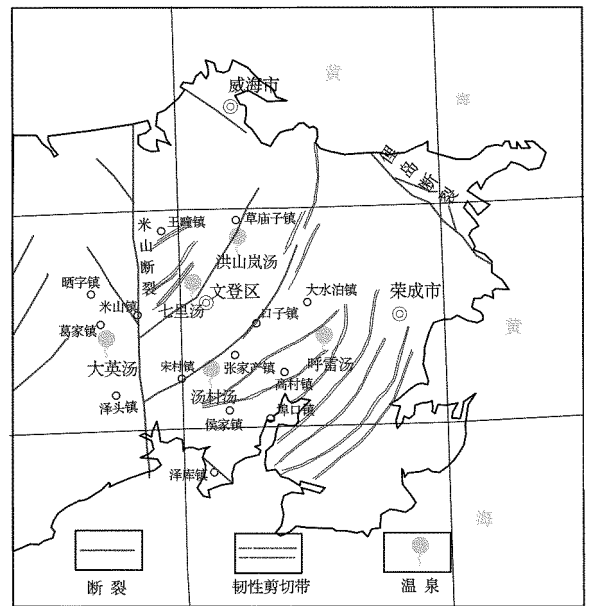 黄
威海市
海
俚岛断裂
米山断裂
王疃镇
草庙子镇
洪山岚汤
晒字镇
文登区
大水泊镇
荣成市
米山镇
七里汤
口子镇
葛家镇
黄
大英汤
宋村镇
张家产镇
呼雷汤
高村镇
汤村汤
泽头镇
侯家镇
埠口镇
泽库镇
海
断裂
韧性剪切带
温泉